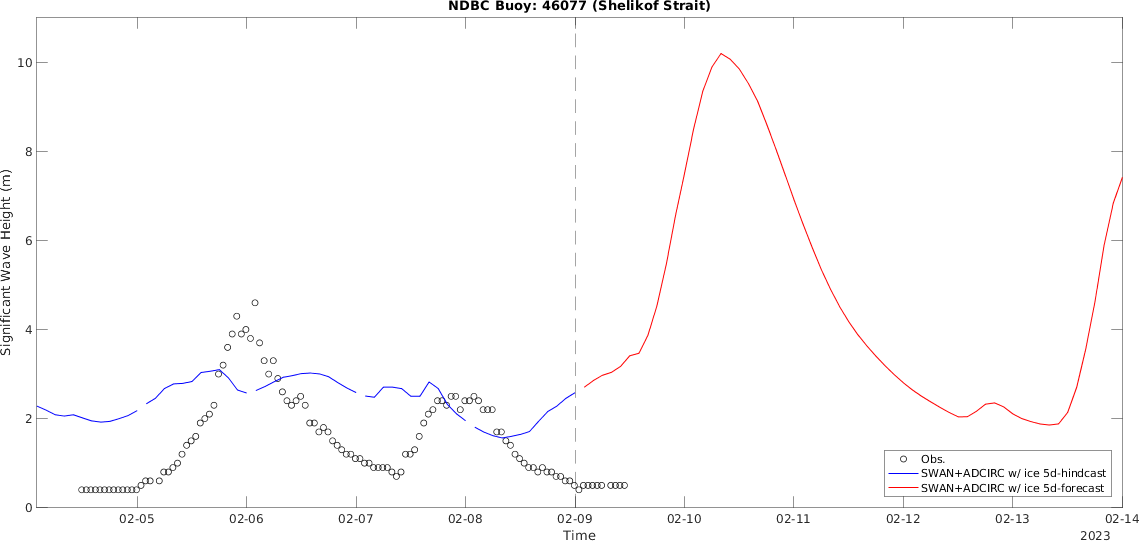 NDBC Buoy: 46077 (Shelikof Strait)
Significant Wave Height (m)
10
8
6
4
2
0
Obs.
SWAN+ADCIRC w/ ice 5d-hindcast
SWAN+ADCIRC w/ ice 5d-forecast
02-05 02-06 02-07 02-08 02-09 02-10 02-11 02-12 02-13 02-14
Time
2023